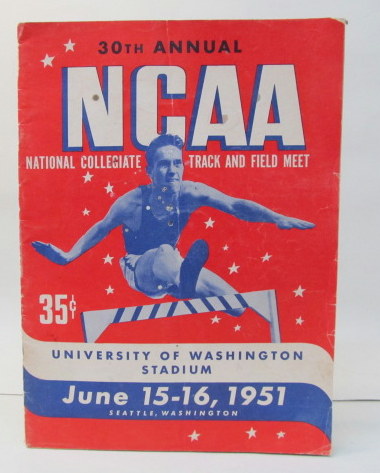 30TH ANNUAL
NCAA
NATIONAL COLLEGIATE TRACK AND FIELD MEET
35¢
UNIVERSITY OF WASHINGTON
STADIUM
June 15-16, 1951
SEATTLE, WASHINGTON